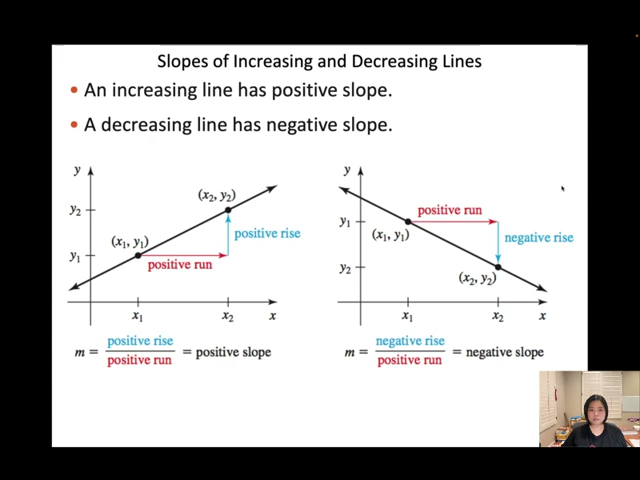 Slopes of Increasing and Decreasing Lines
• An increasing line has positive slope.
• A decreasing line has negative slope.
y
y₂
y₁
(x₂, y₂)
(x₁, y₁)
positive rise
positive run
x₁
x₂
x
m = positive rise / positive run = positive slope
y
y₁
y₂
positive run
(x₁, y₁)
negative rise
(x₂, y₂)
x₁
x₂
x
m = negative rise / positive run = negative slope